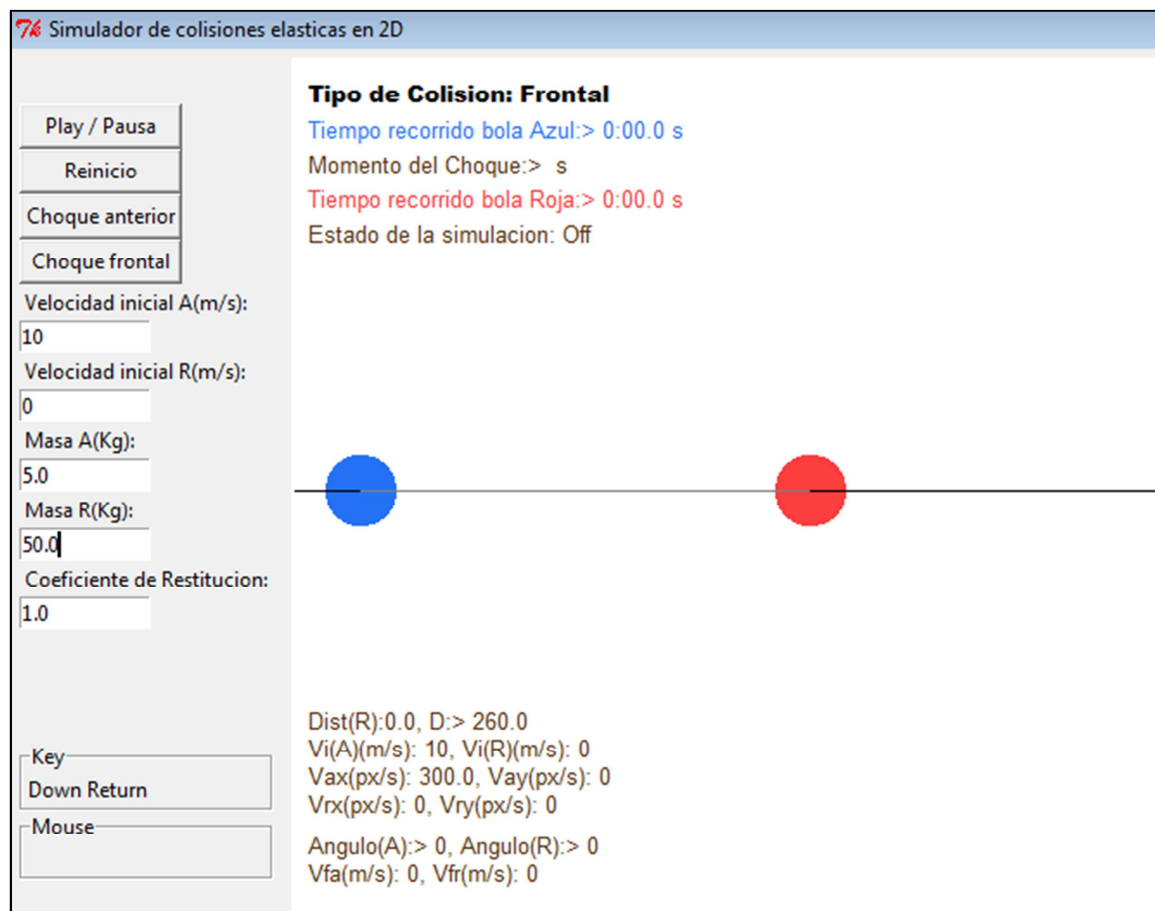 Simulador de colisiones elasticas en 2D
Play / Pausa
Reinicio
Choque anterior
Choque frontal
Velocidad inicial A(m/s):
10
Velocidad inicial R(m/s):
0
Masa A(Kg):
5.0
Masa R(Kg):
50.0
Coeficiente de Restitucion:
1.0
Key
Down Return
Mouse
Tipo de Colision: Frontal
Tiempo recorrido bola Azul:> 0:00.0 s
Momento del Choque:>  s
Tiempo recorrido bola Roja:> 0:00.0 s
Estado de la simulacion: Off
Dist(R):0.0, D:> 260.0
Vi(A)(m/s): 10, Vi(R)(m/s): 0
Vax(px/s): 300.0, Vay(px/s): 0
Vrx(px/s): 0, Vry(px/s): 0
Angulo(A):> 0, Angulo(R):> 0
Vfa(m/s): 0, Vfr(m/s): 0